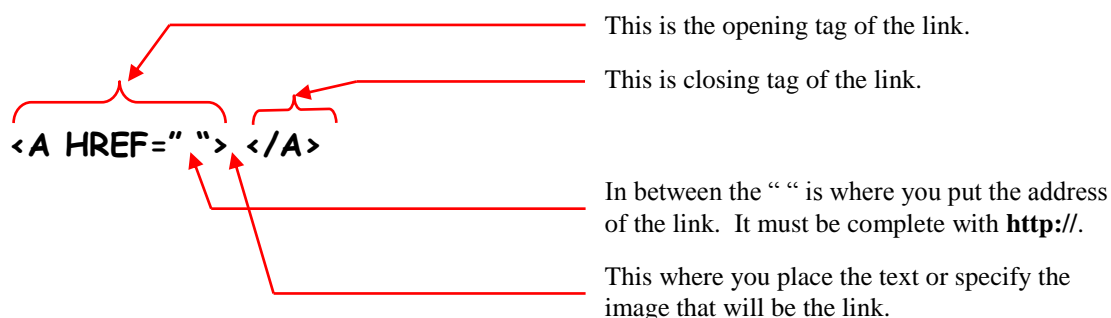 This is the opening tag of the link.
This is closing tag of the link.
<A HREF=” “> </A>
In between the “ “ is where you put the address
of the link.  It must be complete with http://.
This where you place the text or specify the
image that will be the link.